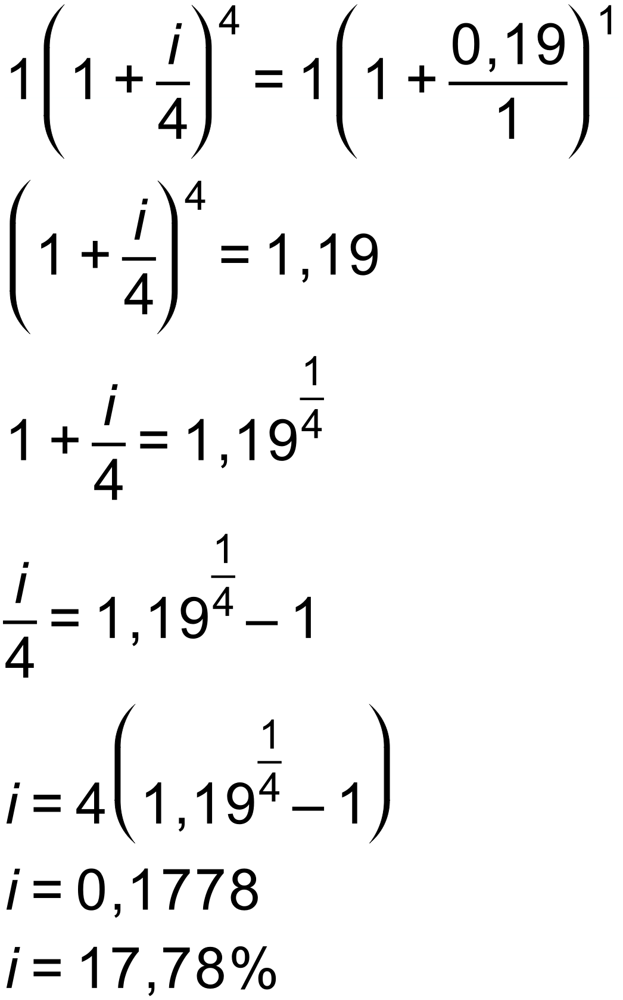 1(1 + i/4)^4 = 1(1 + 0,19/1)^1
(1 + i/4)^4 = 1,19
1 + i/4 = 1,19^(1/4)
i/4 = 1,19^(1/4) – 1
i = 4(1,19^(1/4) – 1)
i = 0,1778
i = 17,78%